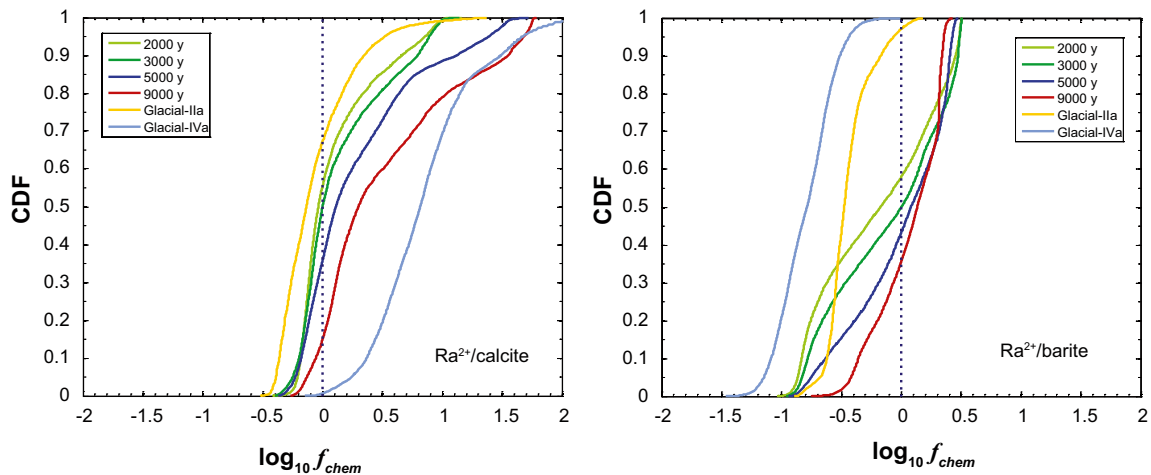 1
0.9
0.8
0.7
0.6
0.5
0.4
0.3
0.2
0.1
0
CDF
2000 y
3000 y
5000 y
9000 y
Glacial-IIa
Glacial-IVa
Ra²⁺/calcite
-2 -1.5 -1 -0.5 0 0.5 1 1.5 2
log₁₀ f_chem
1
0.9
0.8
0.7
0.6
0.5
0.4
0.3
0.2
0.1
0
CDF
2000 y
3000 y
5000 y
9000 y
Glacial-IIa
Glacial-IVa
Ra²⁺/barite
-2 -1.5 -1 -0.5 0 0.5 1 1.5 2
log₁₀ f_chem